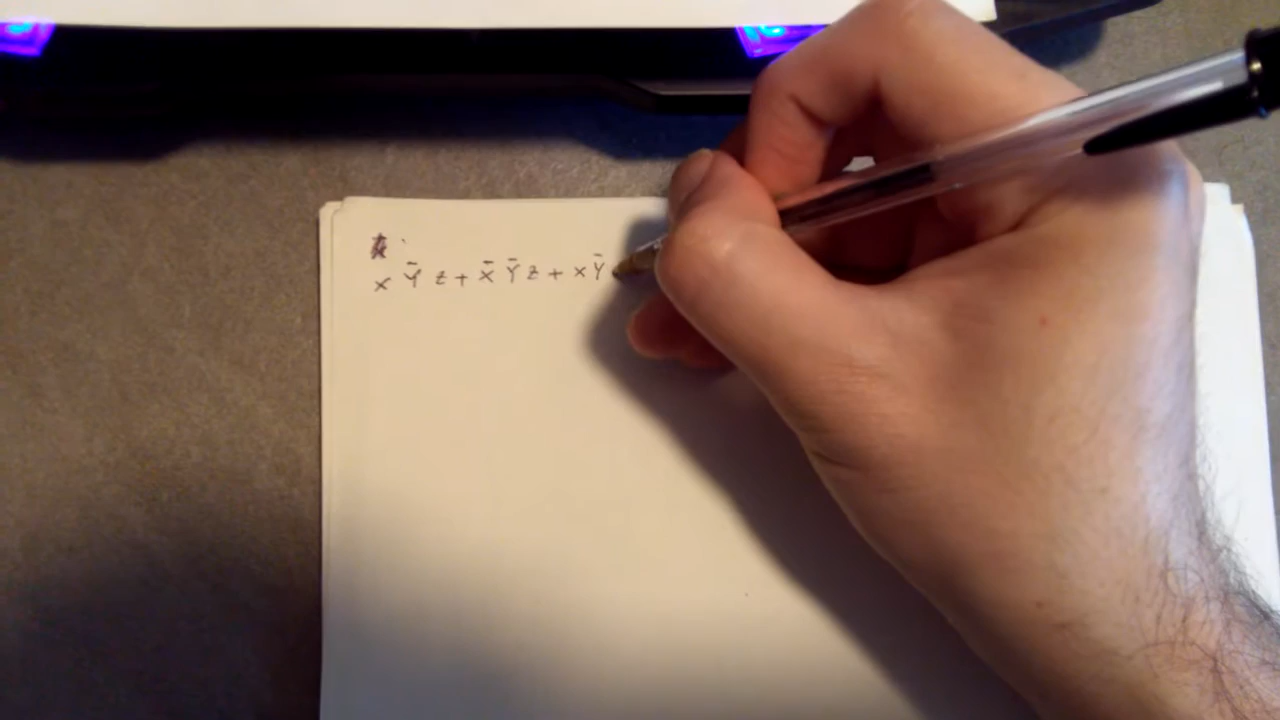 x Ȳ z + X̄ Ȳ z + x Ȳ